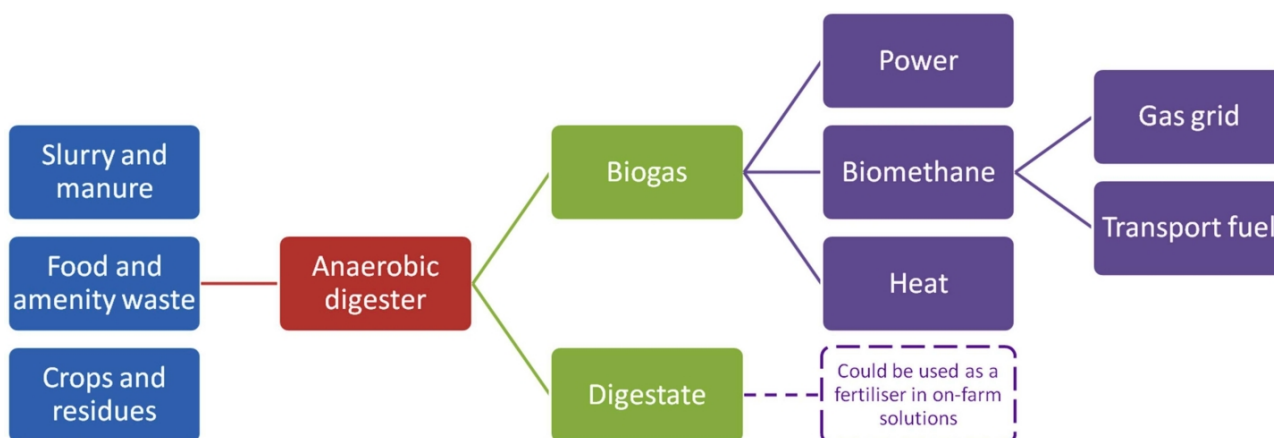 Slurry and
manure
Food and
amenity waste
Crops and
residues
Anaerobic
digester
Biogas
Digestate
Power
Biomethane
Heat
Could be used as a
fertiliser in on-farm
solutions
Gas grid
Transport fuel